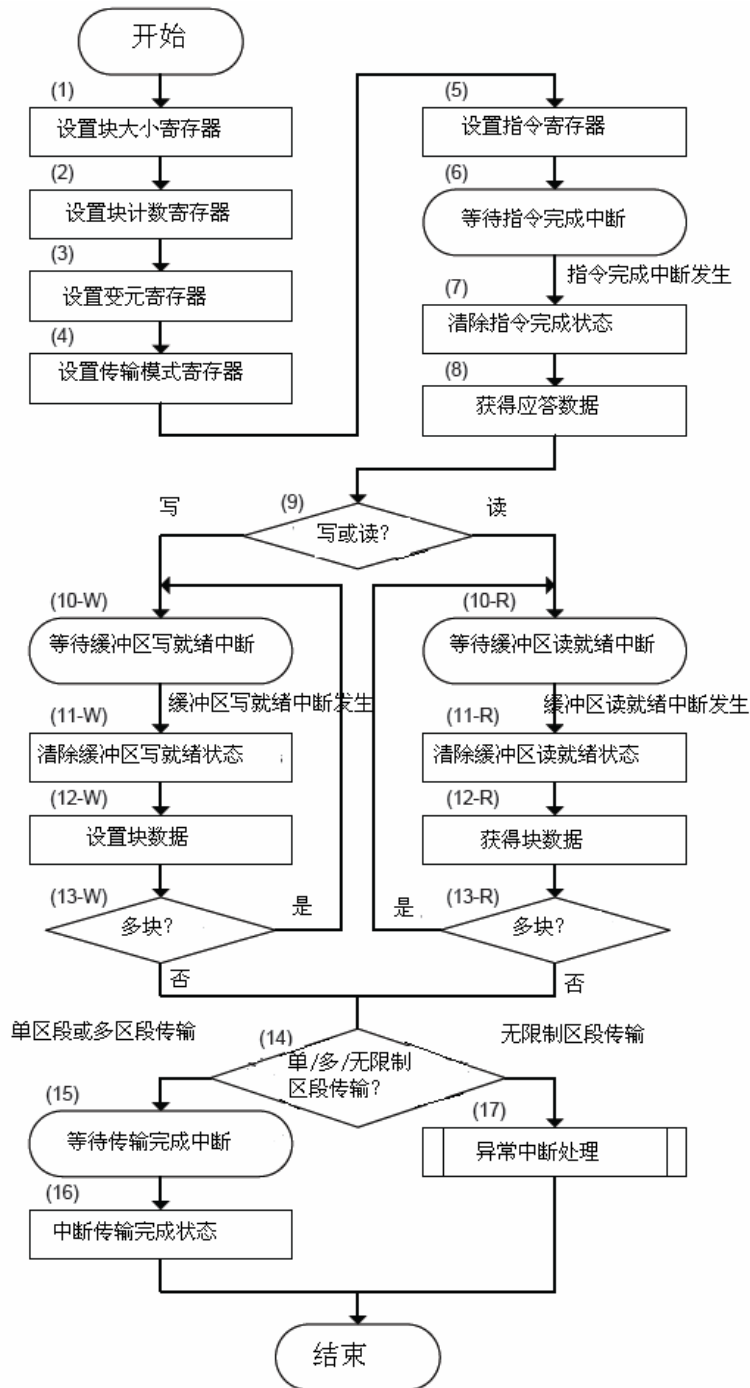 开始
(1)
设置块大小寄存器
(2)
设置块计数寄存器
(3)
设置变元寄存器
(4)
设置传输模式寄存器
(5)
设置指令寄存器
(6)
等待指令完成中断
指令完成中断发生
(7)
清除指令完成状态
(8)
获得应答数据
(9)
写
写或读?
读
(10-W)
等待缓冲区写就绪中断
缓冲区写就绪中断发生
(11-W)
清除缓冲区写就绪状态
(12-W)
设置块数据
(13-W)
多块?
是
否
(10-R)
等待缓冲区读就绪中断
缓冲区读就绪中断发生
(11-R)
清除缓冲区读就绪状态
(12-R)
获得块数据
(13-R)
多块?
是
否
单区段或多区段传输
(14)
单/多/无限制
区段传输?
无限制区段传输
(15)
等待传输完成中断
(16)
中断传输完成状态
(17)
异常中断处理
结束